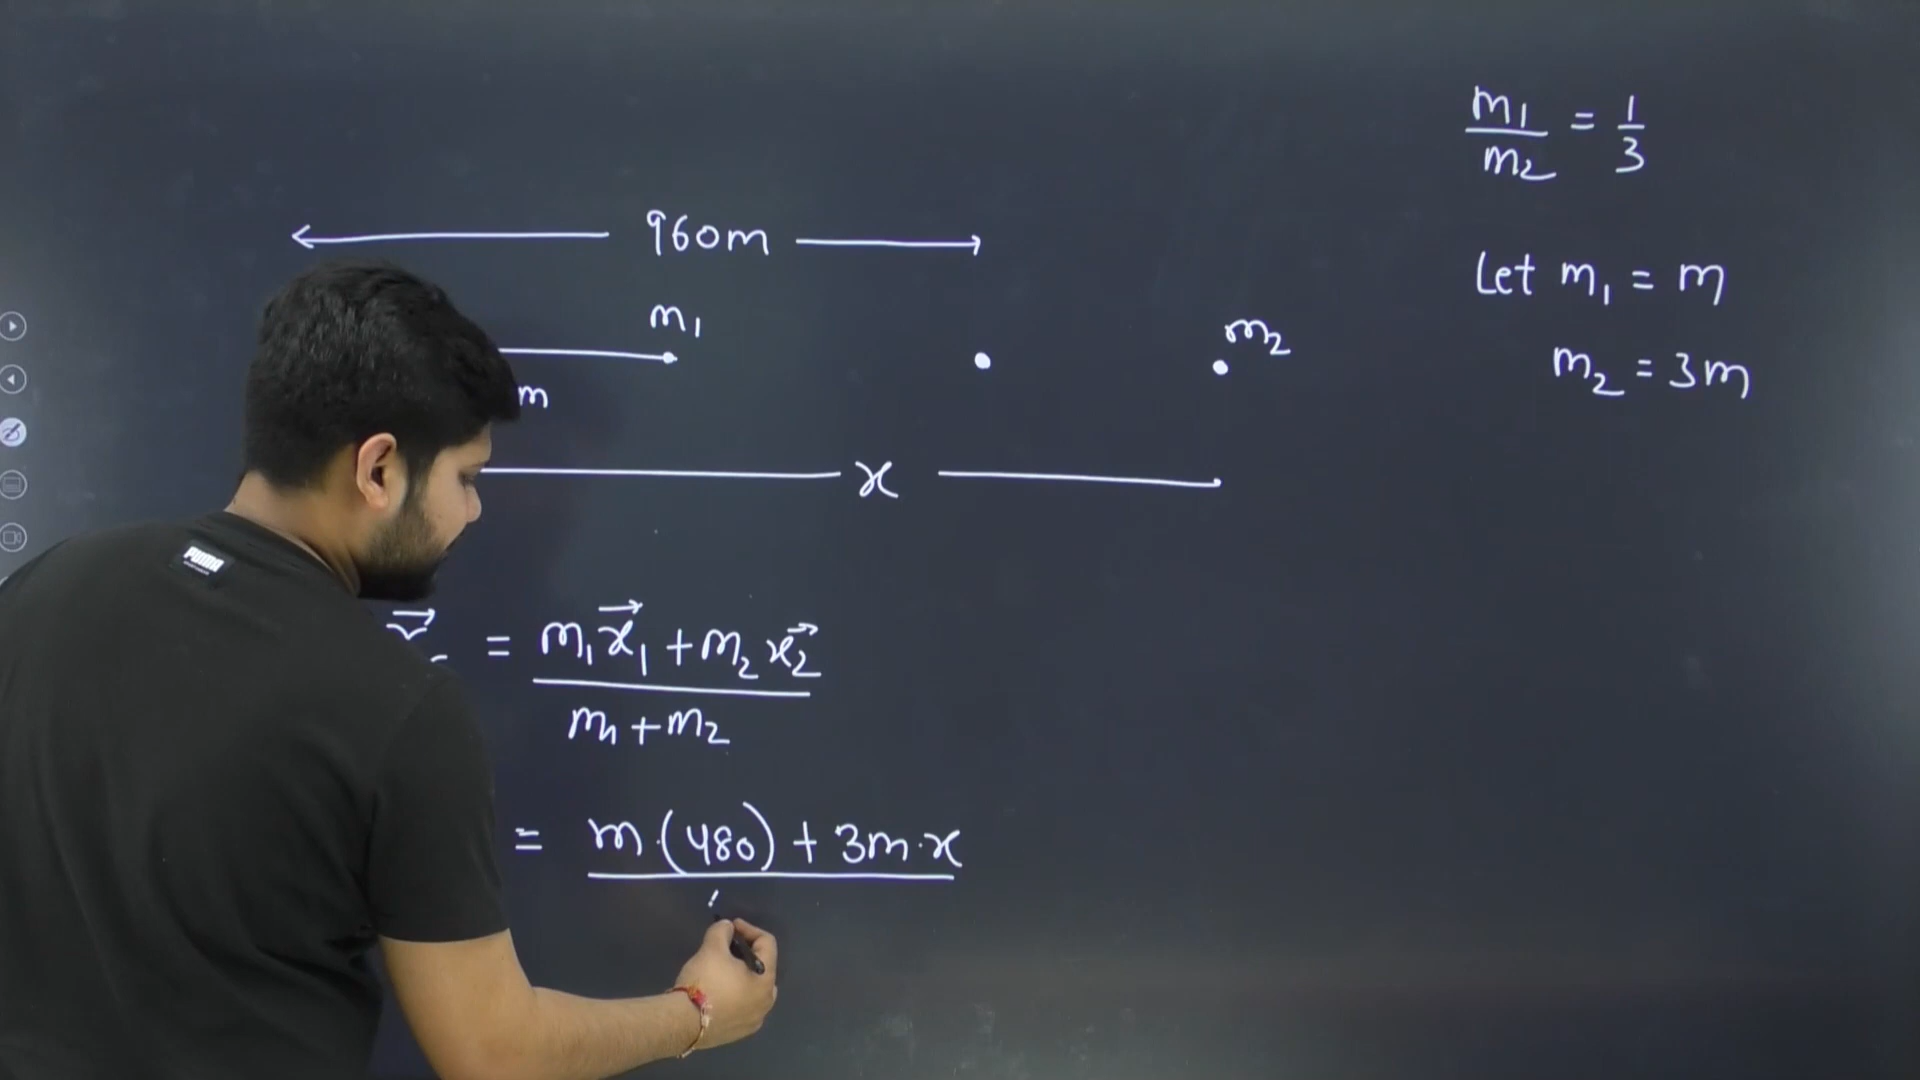 m1/m2 = 1/3
960m
Let m1 = m
m1
m2
m2 = 3m
m
x
PUMA
= m1x⃗1 + m2x⃗2
m1 + m2
= m·(480) + 3m·x